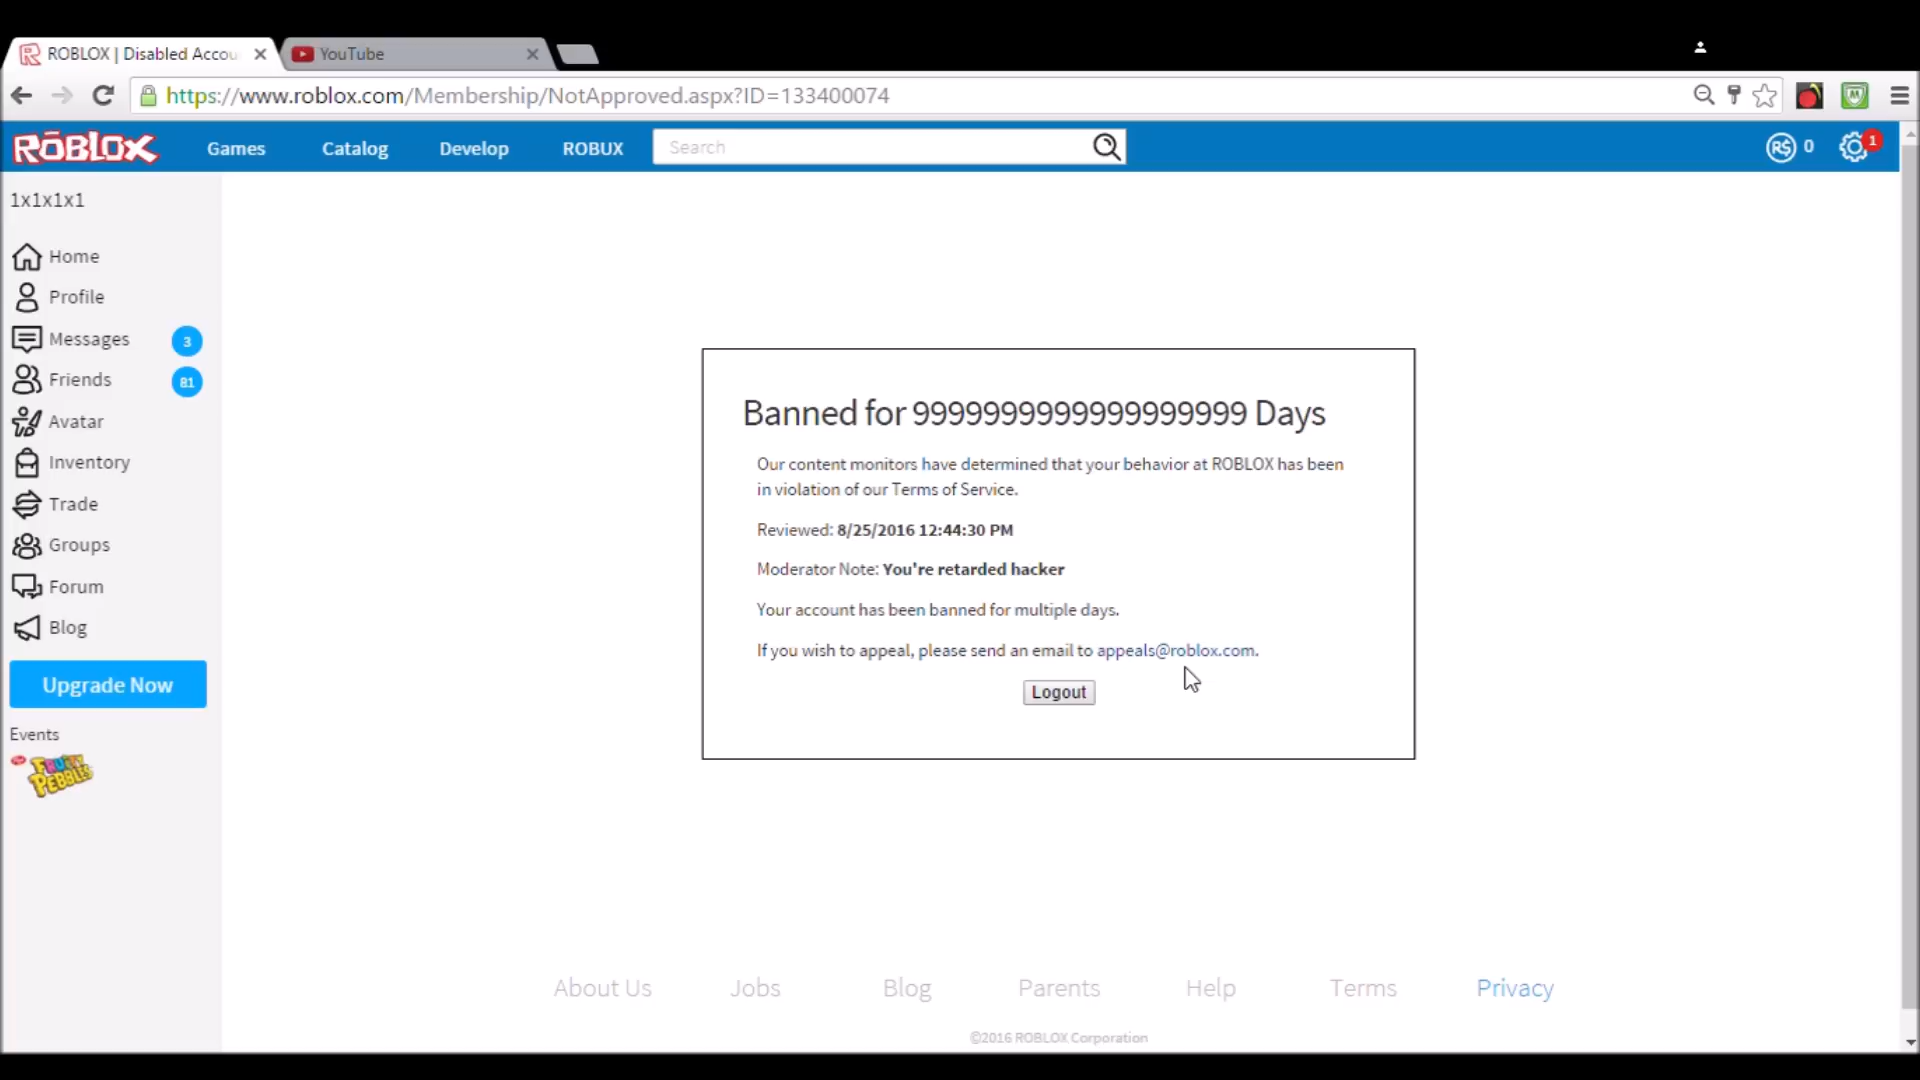 ROBLOX | Disabled Accou
YouTube
https://www.roblox.com/Membership/NotApproved.aspx?ID=133400074
ROBLOX
Games
Catalog
Develop
ROBUX
Search
R$ 0
1
1x1x1x1
Home
Profile
Messages 3
Friends 81
Avatar
Inventory
Trade
Groups
Forum
Blog
Upgrade Now
Events
FRUITY
PEBBLES
Banned for 9999999999999999999 Days
Our content monitors have determined that your behavior at ROBLOX has been
in violation of our Terms of Service.
Reviewed: 8/25/2016 12:44:30 PM
Moderator Note: You're retarded hacker
Your account has been banned for multiple days.
If you wish to appeal, please send an email to appeals@roblox.com.
Logout
About Us
Jobs
Blog
Parents
Help
Terms
Privacy
©2016 ROBLOX Corporation